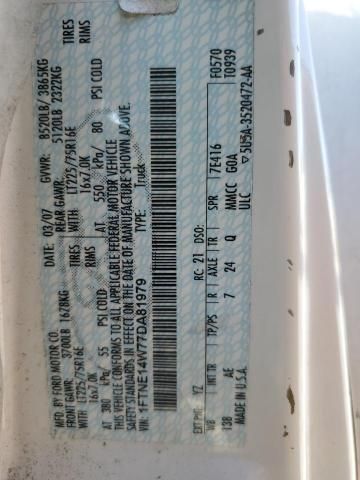 MFD. BY FORD MOTOR CO.
DATE: 03/07 GVWR: 8520LB/ 3865KG
FRONT GAWR: 3700LB 1678KG REAR GAWR: 5120LB 2322KG
LT225/75R16E TIRES WITH LT225/75R16E TIRES
16x7.0K RIMS 16x7.0K RIMS
AT 380 kPa/ 55 PSI COLD AT 550 kPa/ 80 PSI COLD
THIS VEHICLE CONFORMS TO ALL APPLICABLE FEDERAL MOTOR VEHICLE
SAFETY STANDARDS IN EFFECT ON THE DATE OF MANUFACTURE SHOWN ABOVE.
VIN: 1FTNE14W77DA81979
TYPE: Truck
F0570
T0939
EXT PNT: YZ RC: 21 DSO:
WB INT TR TP/PS R AXLE TR SPR 17E416
138 AE 7 24 Q MMCC GOA
U.S.A. ULC
5U5A-3520472-AA